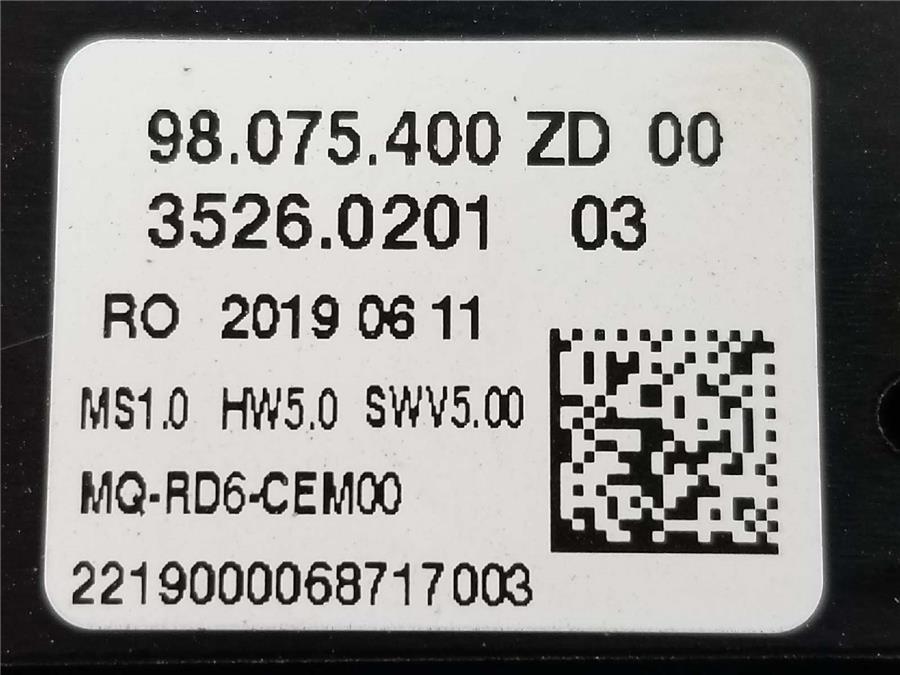 98.075.400 ZD 00
3526.0201 03
RO 2019 06 11
MS1.0 HW5.0 SWV5.00
MQ-RD6-CEM00
2219000068717003